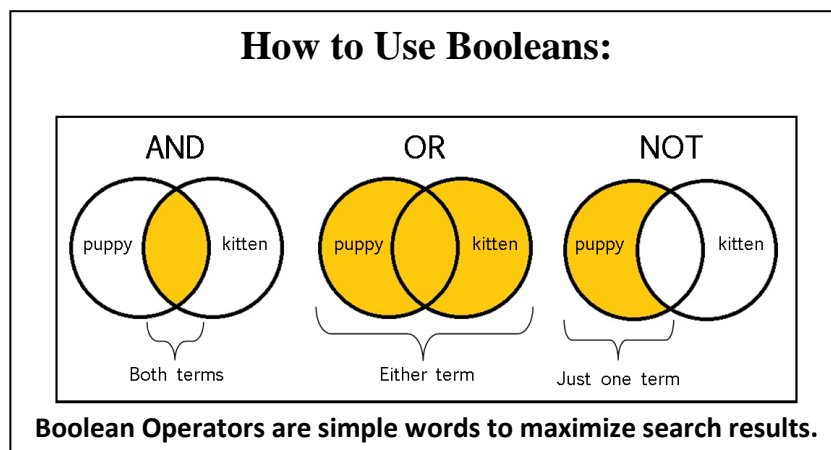 How to Use Booleans:
AND OR NOT
puppy kitten puppy kitten puppy kitten
Both terms Either term Just one term
Boolean Operators are simple words to maximize search results.